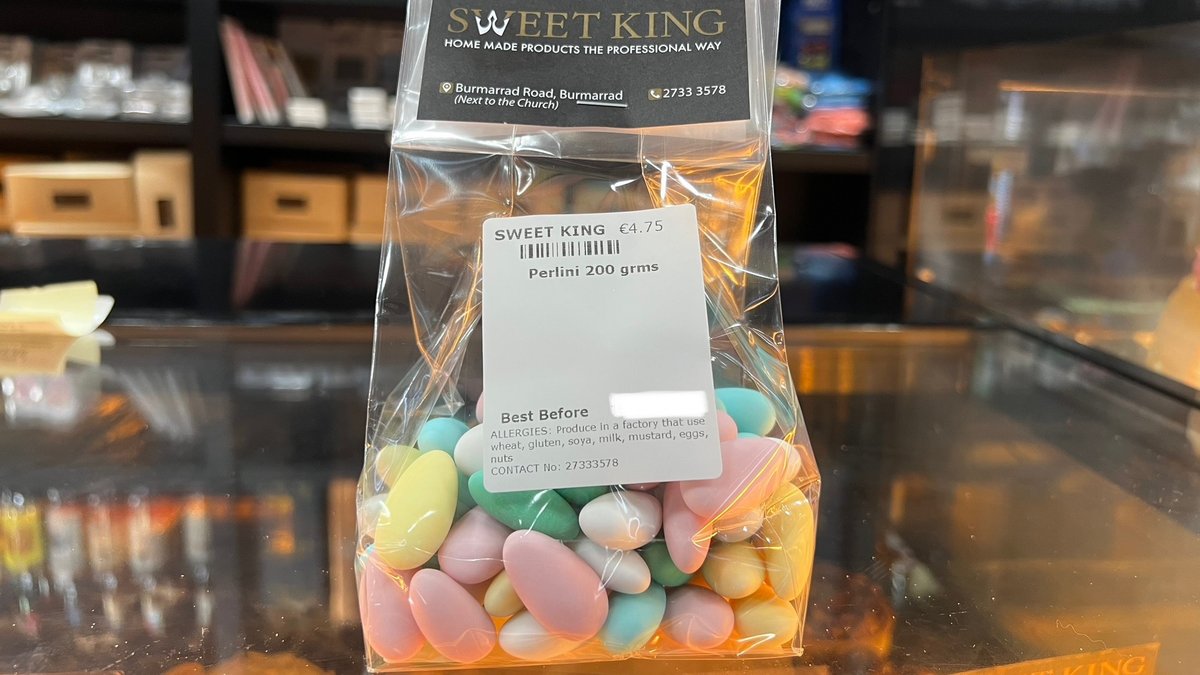 SWEET KING
HOME MADE PRODUCTS THE PROFESSIONAL WAY
Burmarrad Road, Burmarrad
(Next to the Church)
2733 3578
SWEET KING €4.75
Perlini 200 grms
Best Before
ALLERGIES: Produce in a factory that use
wheat, gluten, soya, milk, mustard, eggs,
nuts
CONTACT No: 27333578
KING